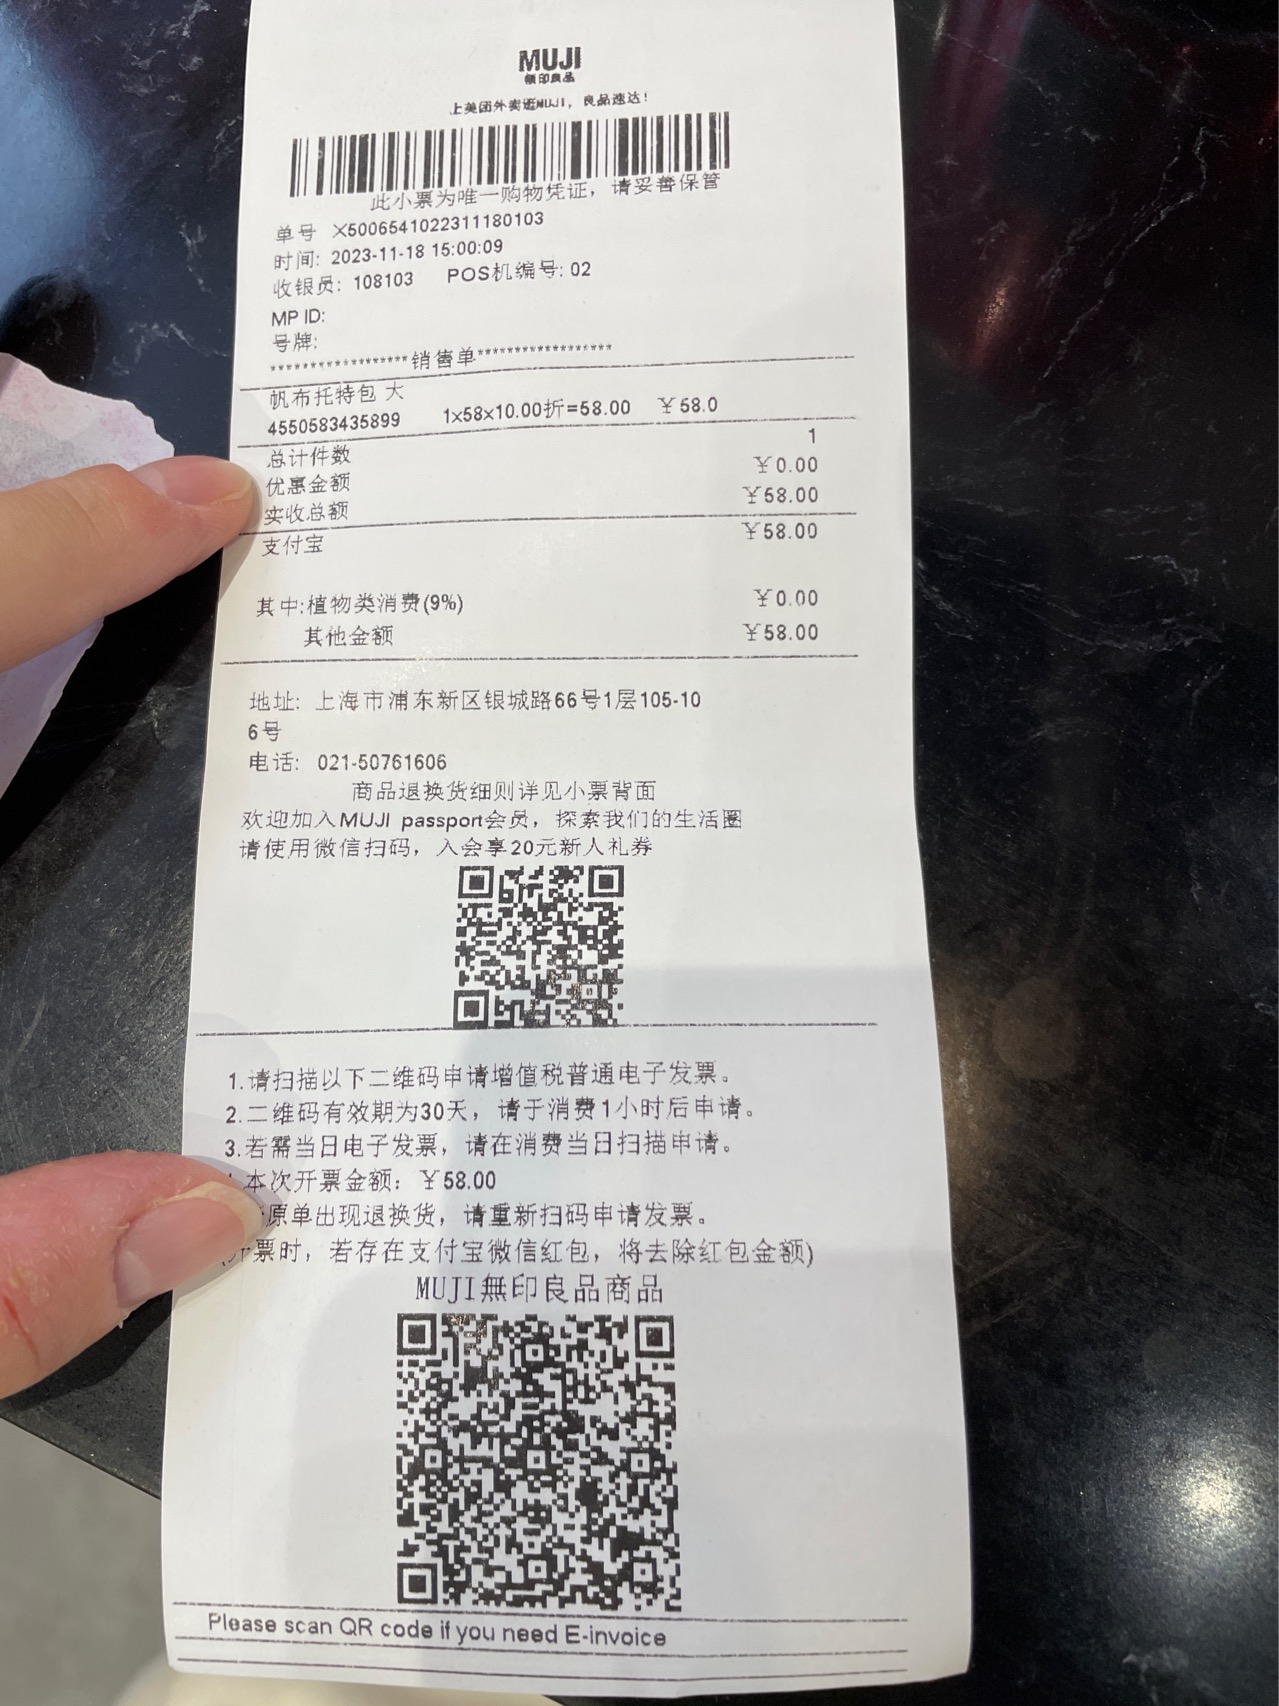 MUJI
無印良品
上美团外卖逛MUJI，良品速达！
此小票为唯一购物凭证，请妥善保管
单号 X5006541022311180103
时间: 2023-11-18 15:00:09
收银员: 108103 POS机编号: 02
MP ID:
号牌:
******************销售单******************
帆布托特包 大
4550583435899 1x58x10.00折=58.00 ￥58.0
总计件数 1
优惠金额 ￥0.00
实收总额 ￥58.00
支付宝 ￥58.00
其中:植物类消费(9%) ￥0.00
其他金额 ￥58.00
地址: 上海市浦东新区银城路66号1层105-10
6号
电话: 021-50761606
商品退换货细则详见小票背面
欢迎加入MUJI passport会员，探索我们的生活圈
请使用微信扫码，入会享20元新人礼券
1.请扫描以下二维码申请增值税普通电子发票。
2.二维码有效期为30天，请于消费1小时后申请。
3.若需当日电子发票，请在消费当日扫描申请。
本次开票金额: ￥58.00
原单出现退换货，请重新扫码申请发票。
票时，若存在支付宝微信红包，将去除红包金额)
MUJI無印良品商品
Please scan QR code if you need E-invoice